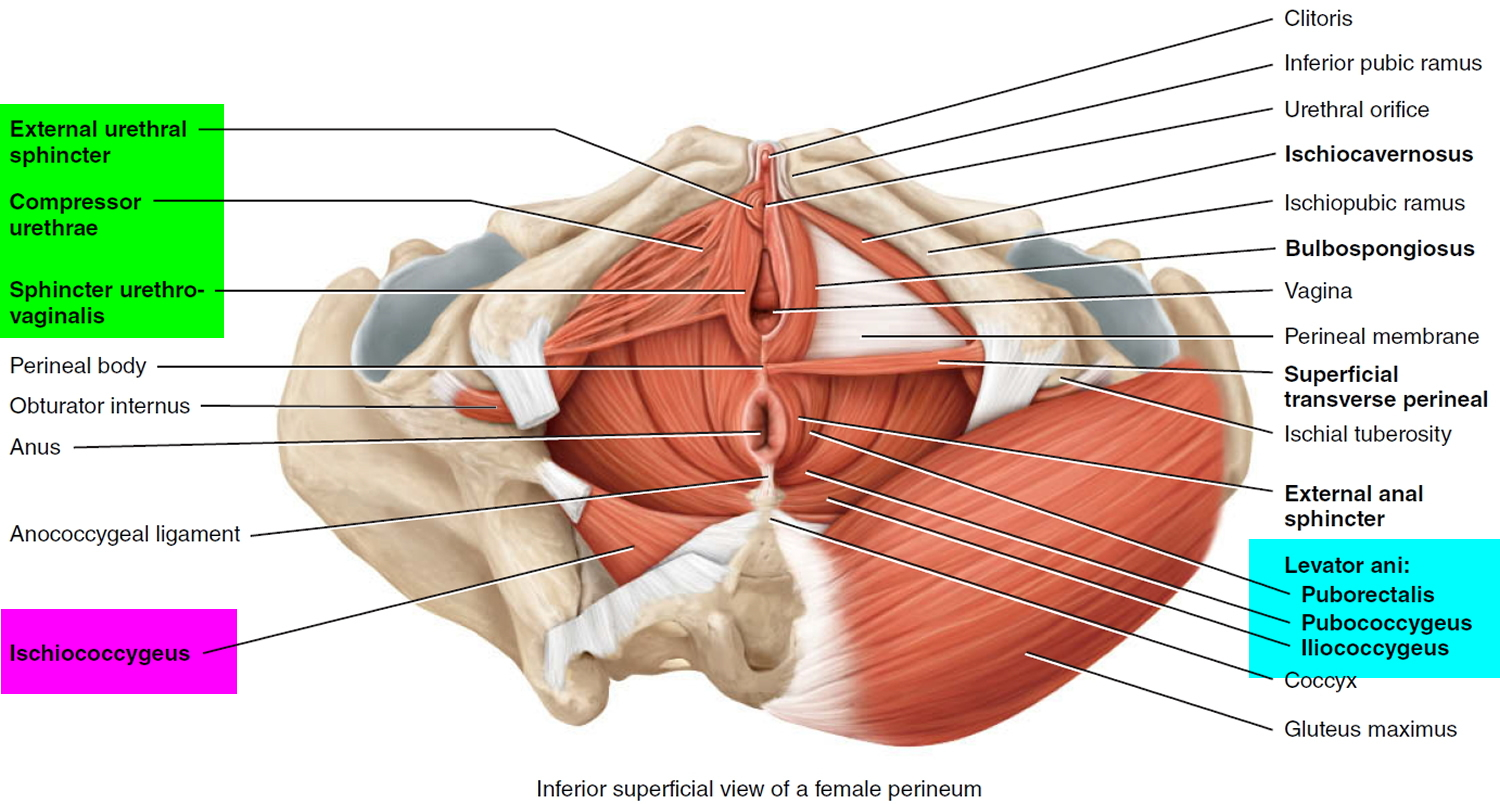 External urethral
sphincter
Compressor
urethrae
Sphincter urethro-
vaginalis
Perineal body
Obturator internus
Anus
Anococcygeal ligament
Ischiococcygeus
Clitoris
Inferior pubic ramus
Urethral orifice
Ischiocavernosus
Ischiopubic ramus
Bulbospongiosus
Vagina
Perineal membrane
Superficial
transverse perineal
Ischial tuberosity
External anal
sphincter
Levator ani:
Puborectalis
Pubococcygeus
Iliococcygeus
Coccyx
Gluteus maximus
Inferior superficial view of a female perineum